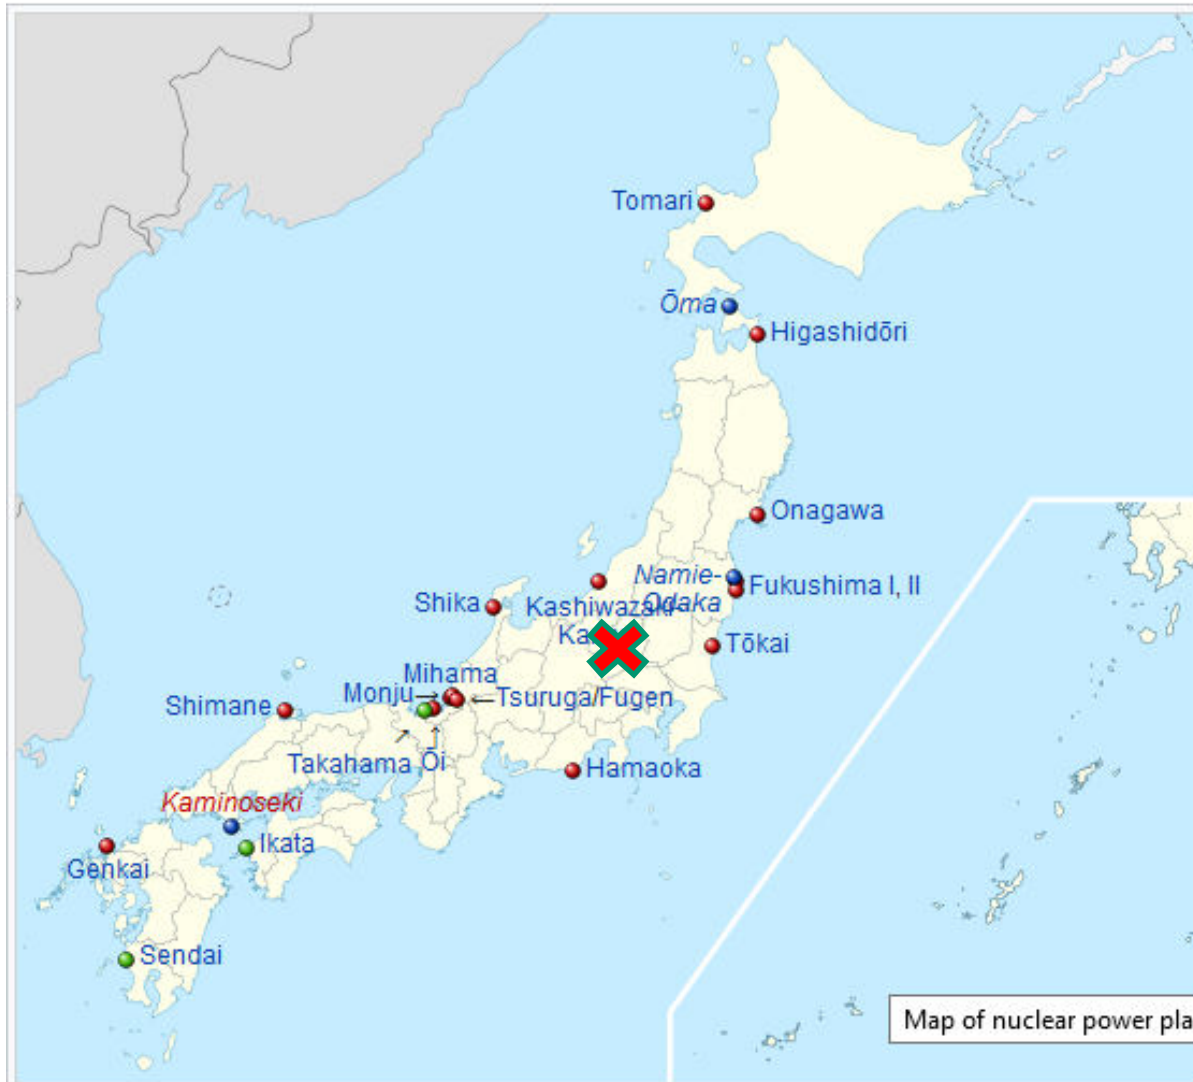 Tomari
Ōma
Higashidōri
Onagawa
Namie-
Odaka
Fukushima I, II
Shika
Kashiwazaki-
Tōkai
Mihama
Monju→
←Tsuruga/Fugen
Shimane
Takahama
Ōi
Hamaoka
Kaminoseki
Ikata
Genkai
Sendai
Map of nuclear power pla